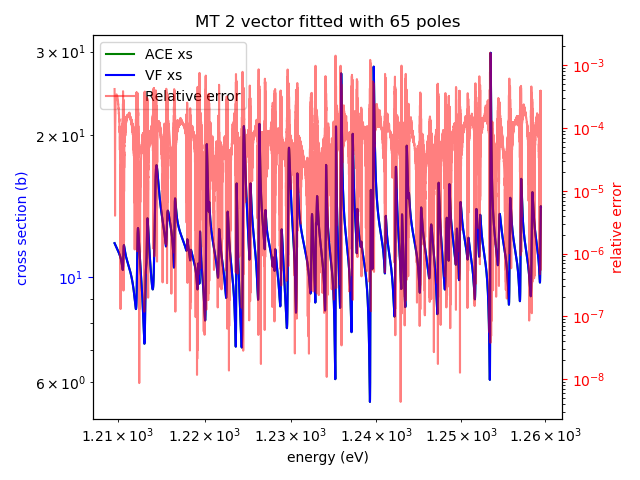 MT 2 vector fitted with 65 poles
ACE xs
VF xs
Relative error
3 × 10¹
2 × 10¹
10¹
6 × 10⁰
cross section (b)
10⁻³
10⁻⁴
10⁻⁵
10⁻⁶
10⁻⁷
10⁻⁸
relative error
1.21 × 10³ 1.22 × 10³ 1.23 × 10³ 1.24 × 10³ 1.25 × 10³ 1.26 × 10³
energy (eV)